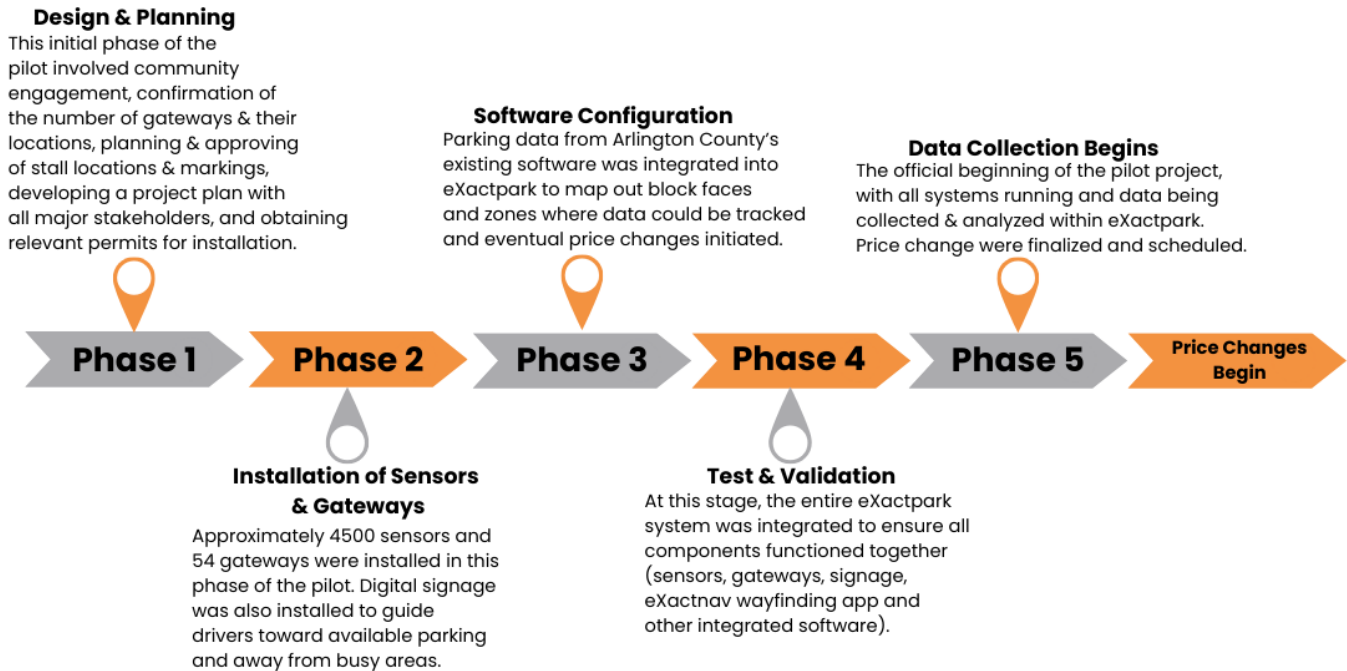 Design & Planning
This initial phase of the
pilot involved community
engagement, confirmation of
the number of gateways & their
locations, planning & approving
of stall locations & markings,
developing a project plan with
all major stakeholders, and obtaining
relevant permits for installation.
Software Configuration
Parking data from Arlington County’s
existing software was integrated into
eXactpark to map out block faces
and zones where data could be tracked
and eventual price changes initiated.
Data Collection Begins
The official beginning of the pilot project,
with all systems running and data being
collected & analyzed within eXactpark.
Price change were finalized and scheduled.
Phase 1
Phase 2
Phase 3
Phase 4
Phase 5
Price Changes
Begin
Installation of Sensors
& Gateways
Approximately 4500 sensors and
54 gateways were installed in this
phase of the pilot. Digital signage
was also installed to guide
drivers toward available parking
and away from busy areas.
Test & Validation
At this stage, the entire eXactpark
system was integrated to ensure all
components functioned together
(sensors, gateways, signage,
eXactnav wayfinding app and
other integrated software).